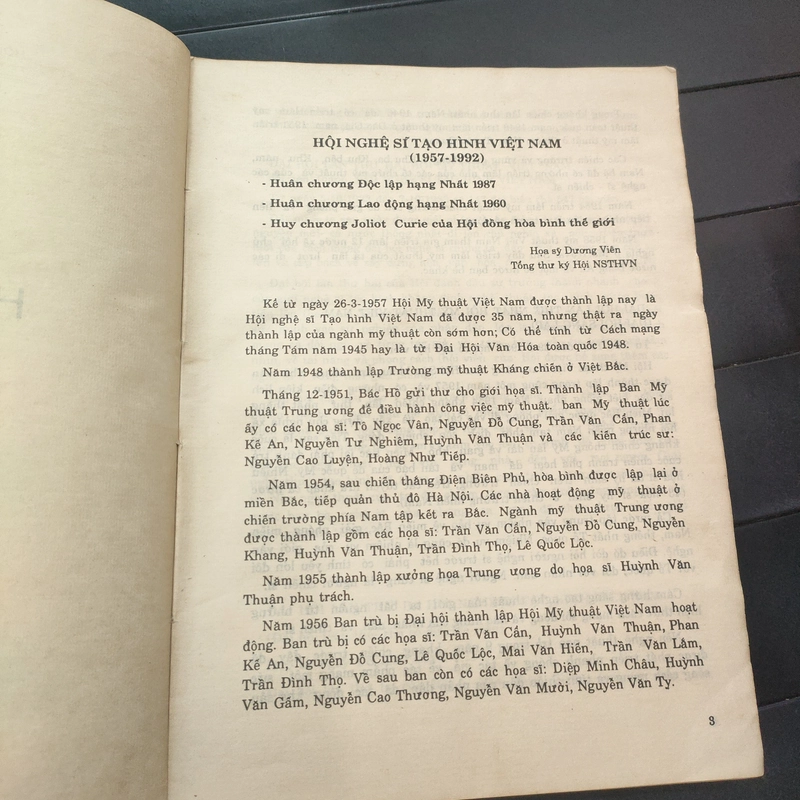 HỘI NGHỆ SĨ TẠO HÌNH VIỆT NAM
(1957-1992)
- Huân chương Độc lập hạng Nhất 1987
- Huân chương Lao động hạng Nhất 1960
- Huy chương Joliot Curie của Hội đồng hòa bình thế giới
Họa sỹ Dương Viên
Tổng thư ký Hội NSTHVN
Kể từ ngày 26-3-1957 Hội Mỹ thuật Việt Nam được thành lập nay là
Hội nghệ sĩ Tạo hình Việt Nam đã được 35 năm, nhưng thật ra ngày
thành lập của ngành mỹ thuật còn sớm hơn; Có thể tính từ Cách mạng
tháng Tám năm 1945 hay là từ Đại Hội Văn Hóa toàn quốc 1948.
Năm 1948 thành lập Trường mỹ thuật Kháng chiến ở Việt Bắc.
Tháng 12-1951, Bác Hồ gửi thư cho giới họa sĩ. Thành lập Ban Mỹ
thuật Trung ương để điều hành công việc mỹ thuật. ban Mỹ thuật lúc
ấy có các họa sĩ: Tô Ngọc Vân, Nguyễn Đỗ Cung, Trần Văn Cẩn, Phan
Kế An, Nguyễn Tư Nghiêm, Huỳnh Văn Thuận và các kiến trúc sư:
Nguyễn Cao Luyện, Hoàng Như Tiếp.
Năm 1954, sau chiến thắng Điện Biên Phủ, hòa bình được lập lại ở
miền Bắc, tiếp quản thủ đô Hà Nội. Các nhà hoạt động mỹ thuật ở
chiến trường phía Nam tập kết ra Bắc. Ngành mỹ thuật Trung ương
được thành lập gồm các họa sĩ: Trần Văn Cẩn, Nguyễn Đỗ Cung, Nguyễn
Khang, Huỳnh Văn Thuận, Trần Đình Thọ, Lê Quốc Lộc.
Năm 1955 thành lập xưởng họa Trung ương do họa sĩ Huỳnh Văn
Thuận phụ trách.
Năm 1956 Ban trù bị Đại hội thành lập Hội Mỹ thuật Việt Nam hoạt
động. Ban trù bị có các họa sĩ: Trần Văn Cẩn, Huỳnh Văn Thuận, Phan
Kế An, Nguyễn Đỗ Cung, Lê Quốc Lộc, Mai Văn Hiến, Trần Văn Lắm,
Trần Đình Thọ. Về sau ban còn có các họa sĩ: Diệp Minh Châu, Huỳnh
Văn Gấm, Nguyễn Cao Thương, Nguyễn Văn Mười, Nguyễn Văn Tỵ.
3